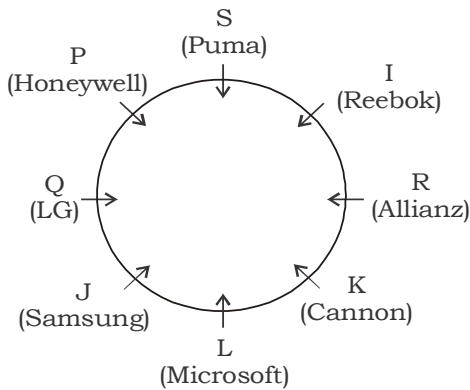 S
(Puma)
P
(Honeywell)
I
(Reebok)
Q
(LG)
R
(Allianz)
J
(Samsung)
K
(Cannon)
L
(Microsoft)